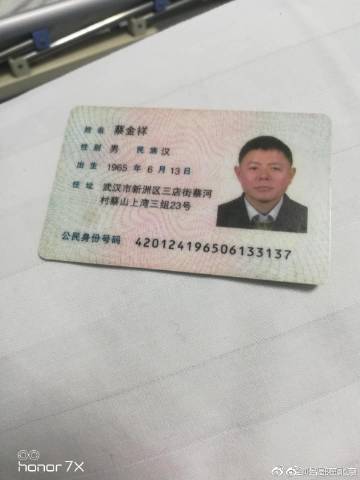 姓名 蔡金祥
性别 男 民族 汉
出生 1965 年 6 月 13 日
住址 武汉市新洲区三店街蔡河
村蔡山上湾三组23号
公民身份号码 420124196506133137
honor 7X